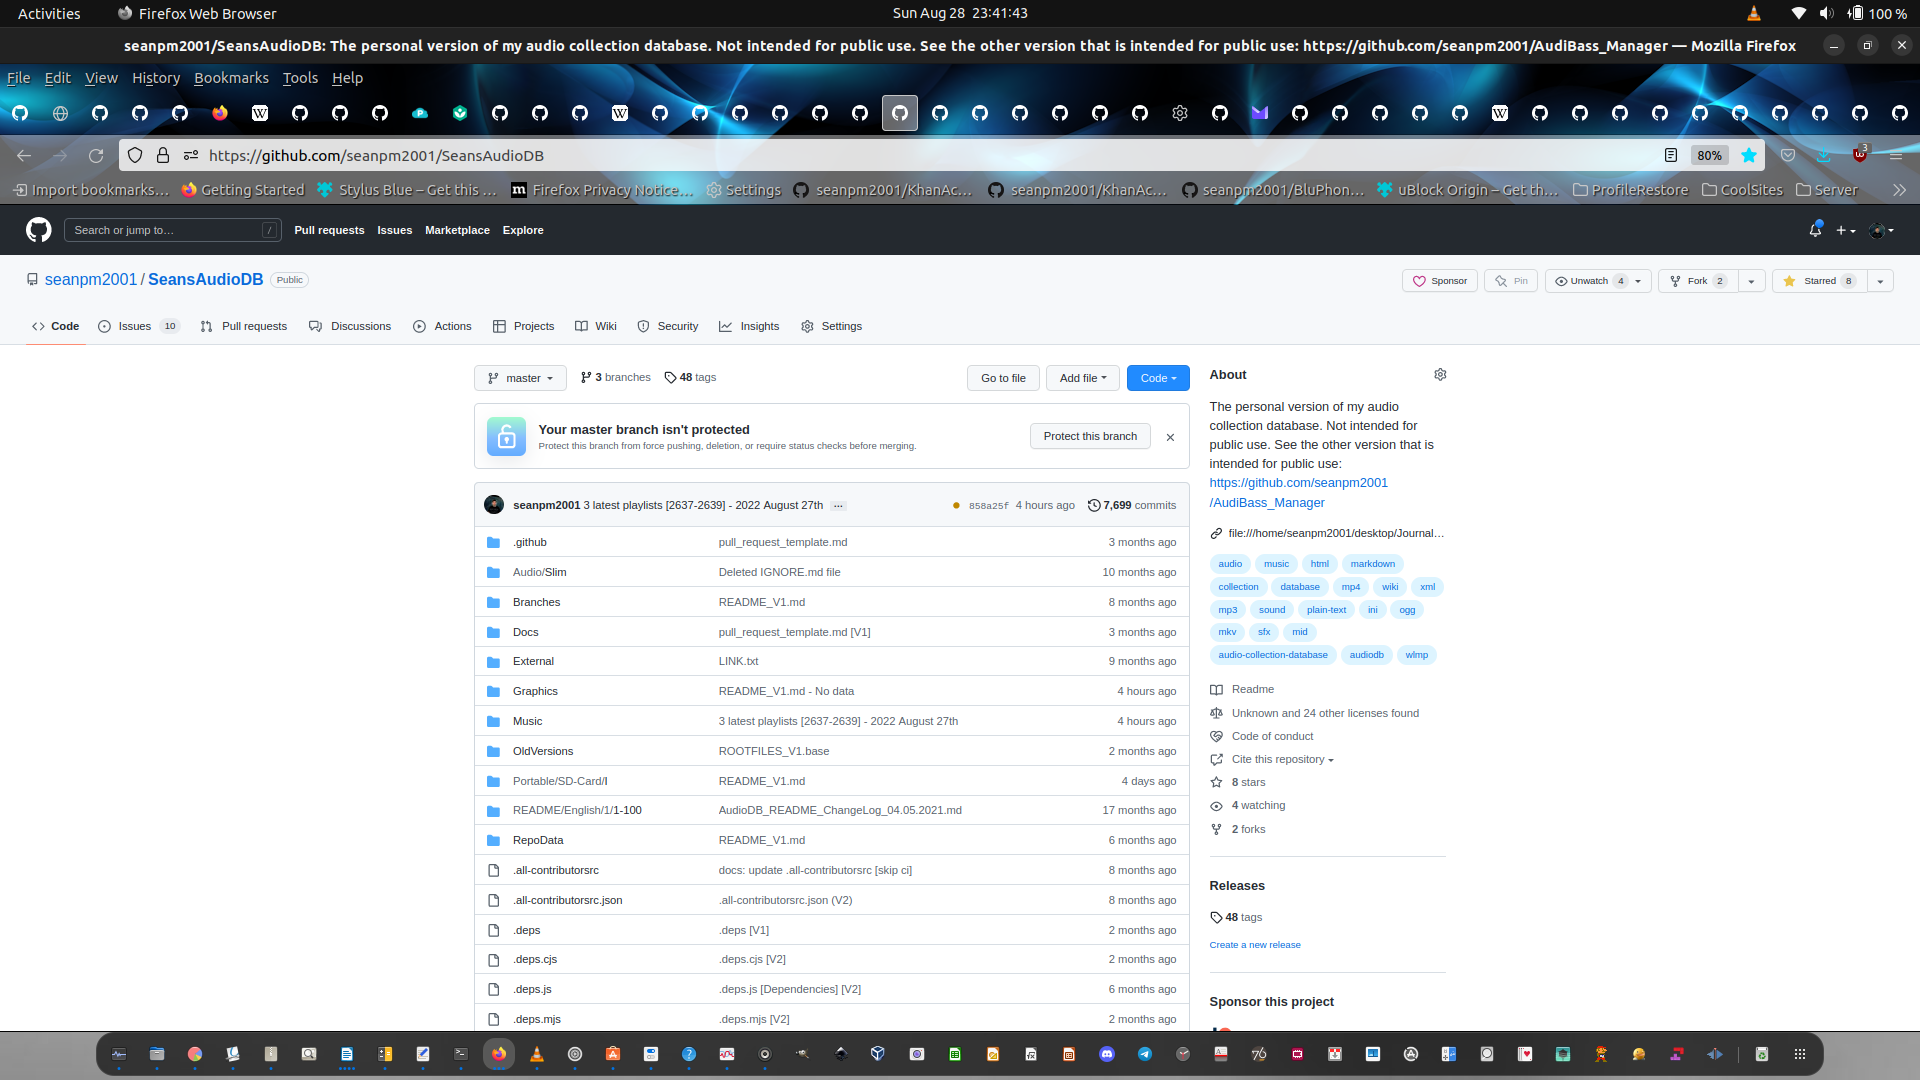 Activities
Firefox Web Browser
Sun Aug 28 23:41:43
100 %
seanpm2001/SeansAudioDB: The personal version of my audio collection database. Not intended for public use. See the other version that is intended for public use: https://github.com/seanpm2001/AudiBass_Manager — Mozilla Firefox
File Edit View History Bookmarks Tools Help
https://github.com/seanpm2001/SeansAudioDB
80%
3
Import bookmarks… Getting Started Stylus Blue – Get this … Firefox Privacy Notice… Settings seanpm2001/KhanAc… seanpm2001/KhanAc… seanpm2001/BluPhon… uBlock Origin – Get th… ProfileRestore CoolSites Server
Search or jump to… /
Pull requests Issues Marketplace Explore
seanpm2001 / SeansAudioDB Public
Sponsor Pin Unwatch 4 Fork 2 Starred 8
Code Issues 10 Pull requests Discussions Actions Projects Wiki Security Insights Settings
master 3 branches 48 tags Go to file Add file Code
Your master branch isn't protected
Protect this branch from force pushing, deletion, or require status checks before merging.
Protect this branch
seanpm2001 3 latest playlists [2637-2639] - 2022 August 27th ... 858a25f 4 hours ago 7,699 commits
.github pull_request_template.md 3 months ago
Audio/Slim Deleted IGNORE.md file 10 months ago
Branches README_V1.md 8 months ago
Docs pull_request_template.md [V1] 3 months ago
External LINK.txt 9 months ago
Graphics README_V1.md - No data 4 hours ago
Music 3 latest playlists [2637-2639] - 2022 August 27th 4 hours ago
OldVersions ROOTFILES_V1.base 2 months ago
Portable/SD-Card/I README_V1.md 4 days ago
README/English/1/1-100 AudioDB_README_ChangeLog_04.05.2021.md 17 months ago
RepoData README_V1.md 6 months ago
.all-contributorsrc docs: update .all-contributorsrc [skip ci] 8 months ago
.all-contributorsrc.json .all-contributorsrc.json (V2) 8 months ago
.deps .deps [V1] 2 months ago
.deps.cjs .deps.cjs [V2] 2 months ago
.deps.js .deps.js [Dependencies] [V2] 6 months ago
.deps.mjs .deps.mjs [V2] 2 months ago
About
The personal version of my audio
collection database. Not intended for
public use. See the other version that is
intended for public use:
https://github.com/seanpm2001
/AudiBass_Manager
file:///home/seanpm2001/desktop/Journal…
audio music html markdown
collection database mp4 wiki xml
mp3 sound plain-text ini ogg
mkv sfx mid
audio-collection-database audiodb wlmp
Readme
Unknown and 24 other licenses found
Code of conduct
Cite this repository
8 stars
4 watching
2 forks
Releases
48 tags
Create a new release
Sponsor this project